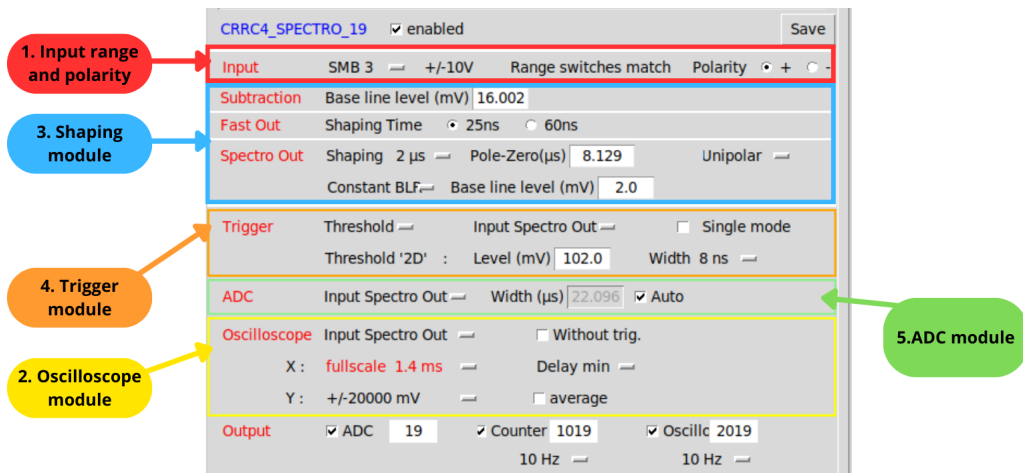 CRRC4_SPECTRO_19 enabled Save
1. Input range
and polarity
Input SMB 3 +/-10V Range switches match Polarity + -
Subtraction Base line level (mV) 16.002
3. Shaping
module
Fast Out Shaping Time 25ns 60ns
Spectro Out Shaping 2 µs Pole-Zero(µs) 8.129 Unipolar
Constant BLF Base line level (mV) 2.0
Trigger Threshold Input Spectro Out Single mode
Threshold '2D' : Level (mV) 102.0 Width 8 ns
4. Trigger
module
ADC Input Spectro Out Width (µs) 22.096 Auto
5.ADC module
Oscilloscope Input Spectro Out Without trig.
X : fullscale 1.4 ms Delay min
2. Oscilloscope
module
Y : +/-20000 mV average
Output ADC 19 Counter 1019 Oscillo 2019
10 Hz 10 Hz